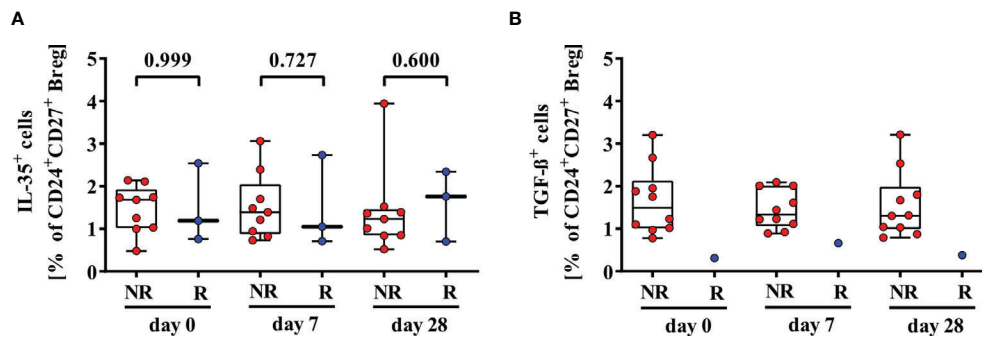 A
IL-35+ cells
[% of CD24+CD27+ Breg]
5
4
3
2
1
0
0.999
0.727
0.600
NR R NR R NR R
day 0 day 7 day 28
B
TGF-ß+ cells
[% of CD24+CD27+ Breg]
5
4
3
2
1
0
NR R NR R NR R
day 0 day 7 day 28